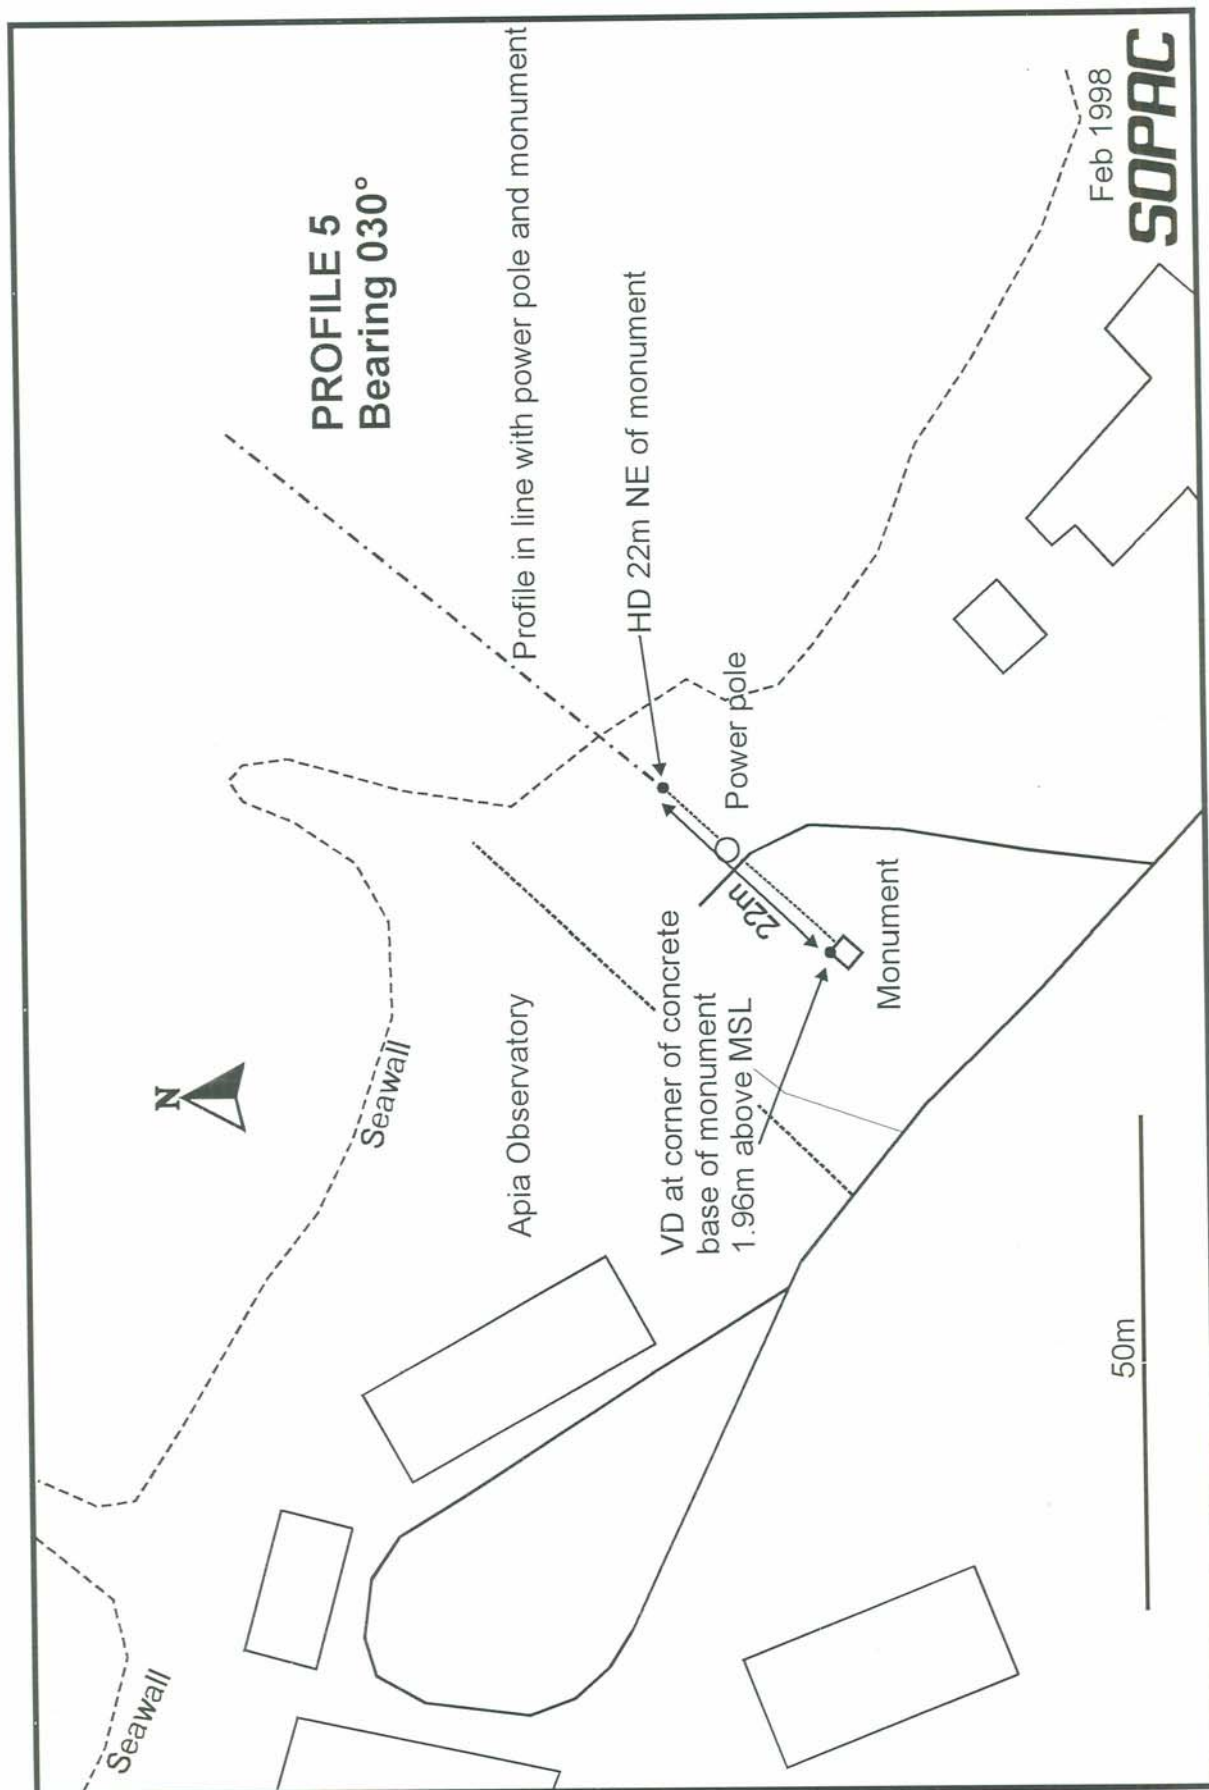 PROFILE 5
Bearing 030°
Profile in line with power pole and monument
HD 22m NE of monument
Power pole
22m
Monument
VD at corner of concrete
base of monument
1.96m above MSL
Apia Observatory
N
Seawall
Seawall
50m
Feb 1998
SOPAC